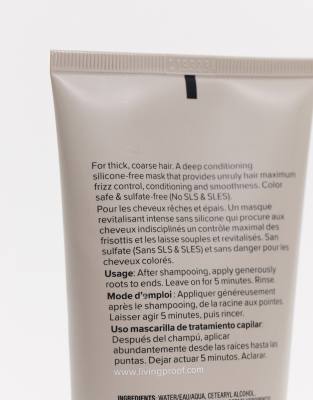 For thick, coarse hair. A deep conditioning
silicone-free mask that provides unruly hair maximum
frizz control, conditioning and smoothness. Color
safe & sulfate-free (No SLS & SLES).
Pour les cheveux rêches et épais. Un masque
revitalisant intense sans silicone qui procure aux
cheveux indisciplinés un contrôle maximal des
frisottis et les laisse souples et revitalisés. San
sulfate (Sans SLS & SLES) et sans danger pour les
cheveux colorés.
Usage: After shampooing, apply generously
roots to ends. Leave on for 5 minutes. Rinse.
Mode d'emploi : Appliquer généreusement
après le shampooing, de la racine aux pointes.
Laisser agir 5 minutes, puis rincer.
Uso mascarilla de tratamiento capilar:
Después del champú, aplicar
abundantemente desde las raíces hasta las
puntas. Dejar actuar 5 minutos. Aclarar.
www.livingproof.com
INGREDIENTS: WATER/EAU/AQUA, CETEARYL ALCOHOL,